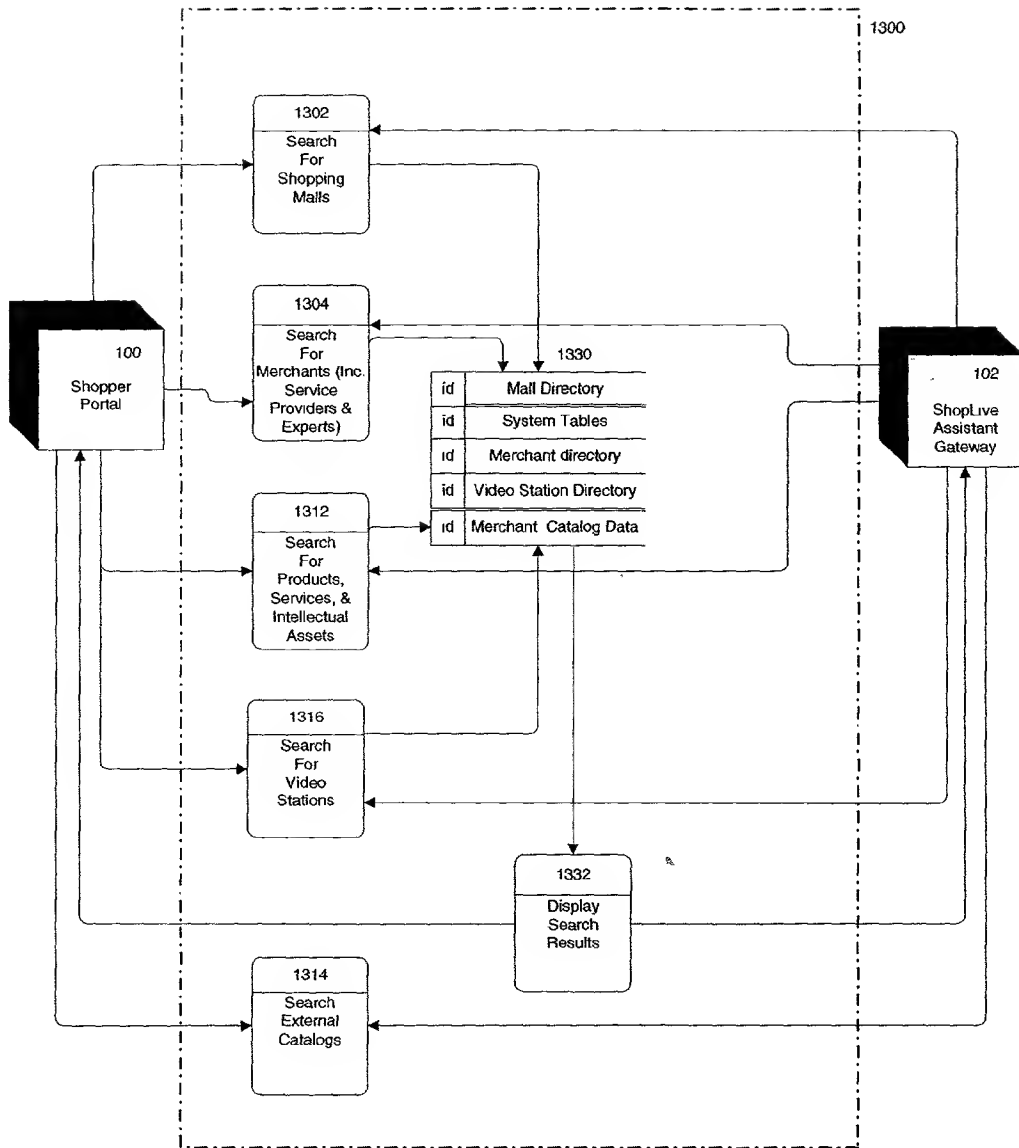 1300
1302
Search
For
Shopping
Malls
1304
Search
For
Merchants (Inc.
Service
Providers &
Experts)
100
Shopper
Portal
1330
id Mall Directory
id System Tables
id Merchant directory
id Video Station Directory
id Merchant Catalog Data
102
ShopLive
Assistant
Gateway
1312
Search
For
Products,
Services, &
Intellectual
Assets
1316
Search
For
Video
Stations
1332
Display
Search
Results
1314
Search
External
Catalogs